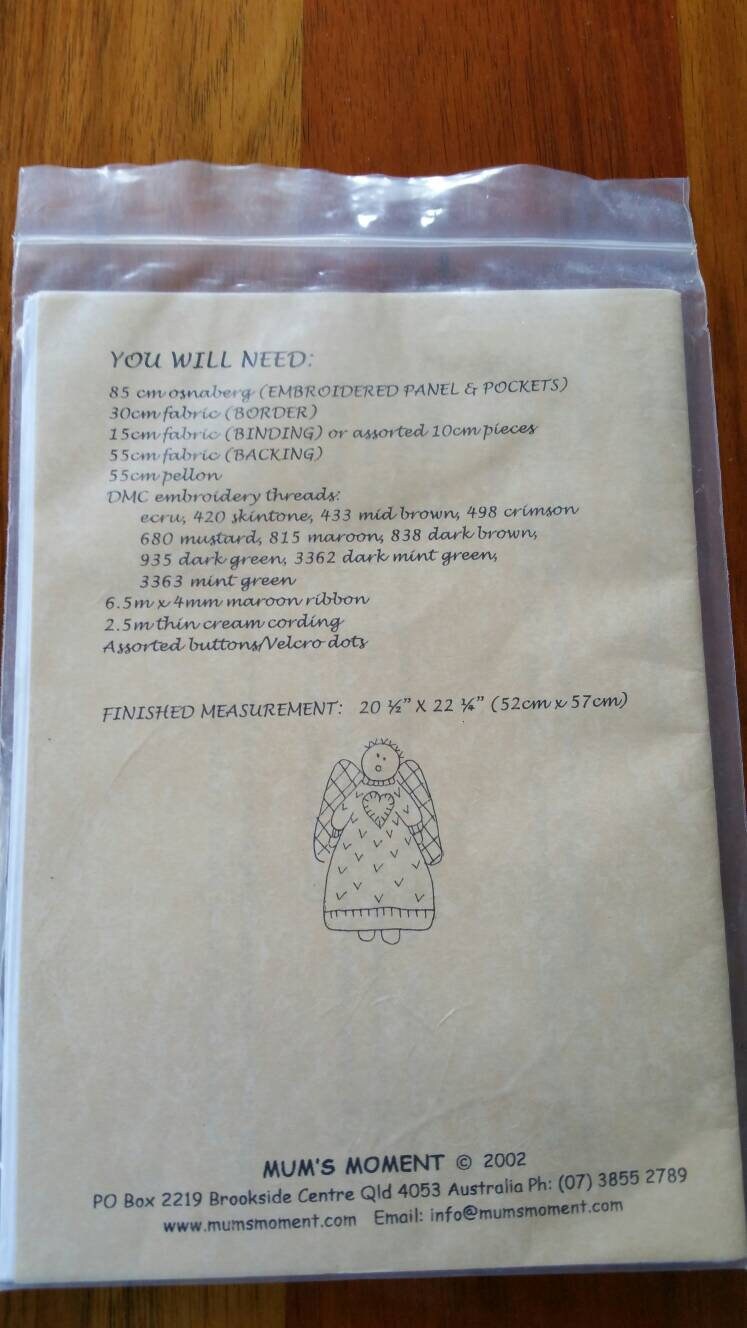 YOU WILL NEED:
85 cm osnaberg (EMBROIDERED PANEL & POCKETS)
30cm fabric (BORDER)
15cm fabric (BINDING) or assorted 10cm pieces
55cm fabric (BACKING)
55cm pellon
DMC embroidery threads:
ecru, 420 skintone, 433 mid brown, 498 crimson
680 mustard, 815 maroon, 838 dark brown,
935 dark green, 3362 dark mint green,
3363 mint green
6.5m x 4mm maroon ribbon
2.5m thin cream cording
Assorted buttons/Velcro dots
FINISHED MEASUREMENT: 20 ½" X 22 ¼" (52cm x 57cm)
MUM'S MOMENT © 2002
PO Box 2219 Brookside Centre Qld 4053 Australia Ph: (07) 3855 2789
www.mumsmoment.com Email: info@mumsmoment.com